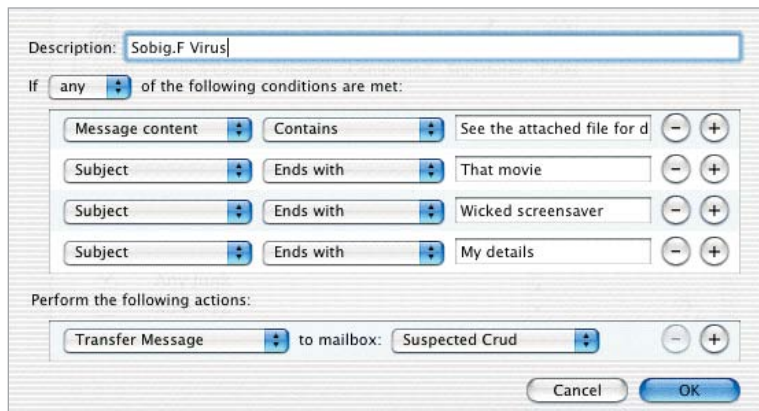 Description: Sobig.F Virus
If any of the following conditions are met:
Message content Contains See the attached file for d
Subject Ends with That movie
Subject Ends with Wicked screensaver
Subject Ends with My details
Perform the following actions:
Transfer Message to mailbox: Suspected Crud
Cancel OK